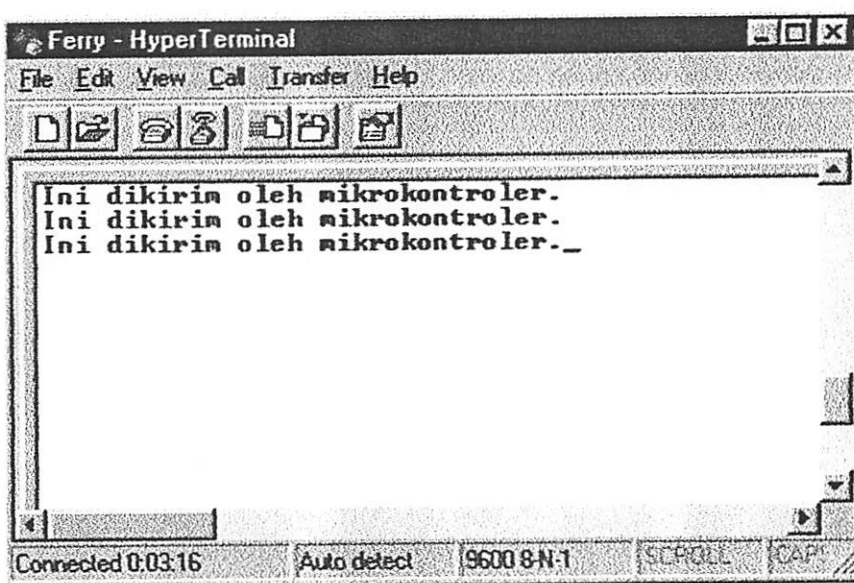 Ferry - HyperTerminal
File Edit View Call Transfer Help
Ini dikirim oleh mikrokontroler.
Ini dikirim oleh mikrokontroler.
Ini dikirim oleh mikrokontroler._
Connected 0:03:16 Auto detect 9600 8-N-1 SCROLL CAP